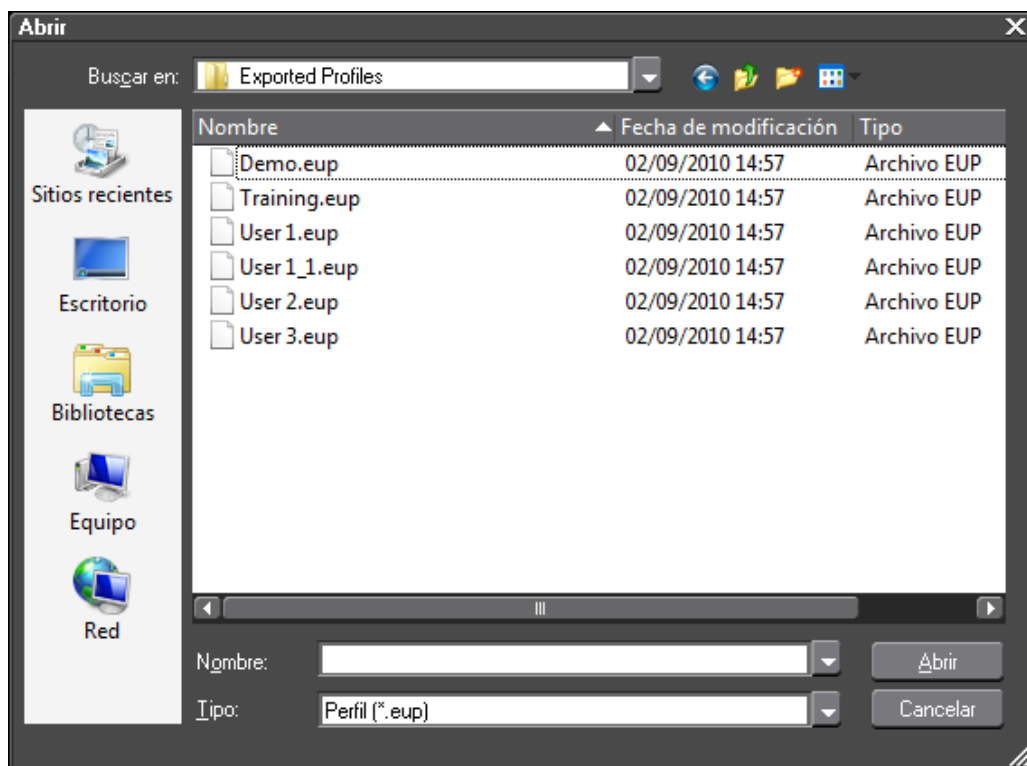 Abrir
Buscar en: Exported Profiles
Nombre Fecha de modificación Tipo
Demo.eup 02/09/2010 14:57 Archivo EUP
Training.eup 02/09/2010 14:57 Archivo EUP
User 1.eup 02/09/2010 14:57 Archivo EUP
User 1_1.eup 02/09/2010 14:57 Archivo EUP
User 2.eup 02/09/2010 14:57 Archivo EUP
User 3.eup 02/09/2010 14:57 Archivo EUP
Sitios recientes
Escritorio
Bibliotecas
Equipo
Red
Nombre: Abrir
Tipo: Perfil (*.eup) Cancelar